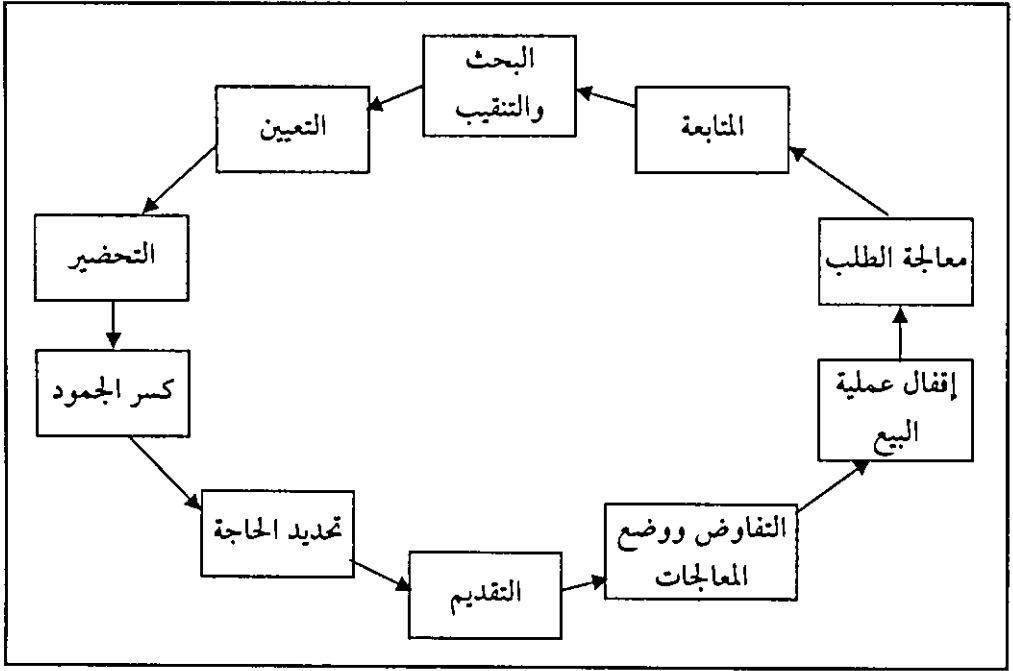 البحث
والتنقيب
التعيين
التحضير
كسر الجمود
تحديد الحاجة
التقديم
التفاوض ووضع
المعالجات
إقفال عملية
البيع
معالجة الطلب
المتابعة